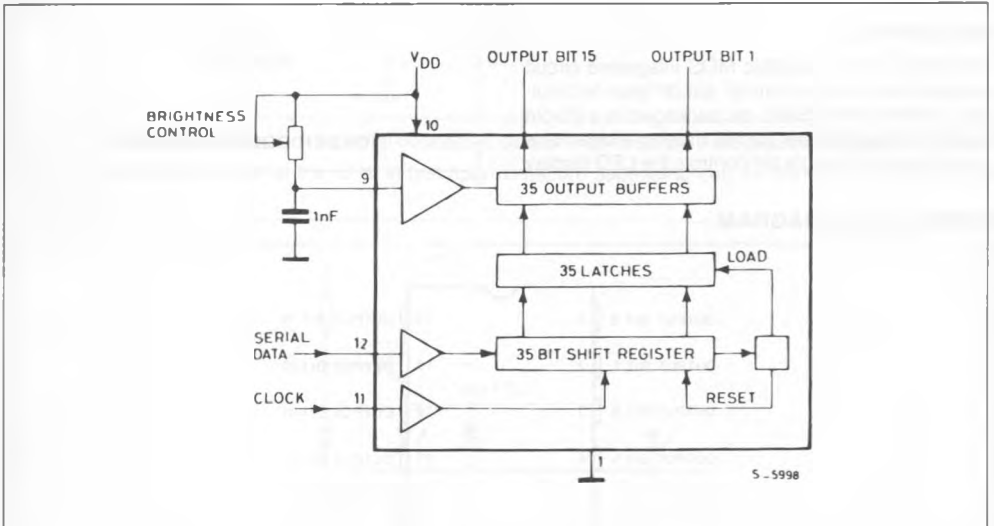 OUTPUT BIT 15
OUTPUT BIT 1
VDD
BRIGHTNESS
CONTROL
10
9
35 OUTPUT BUFFERS
1nF
35 LATCHES
LOAD
SERIAL
DATA
12
35 BIT SHIFT REGISTER
CLOCK
11
RESET
1
S-5998